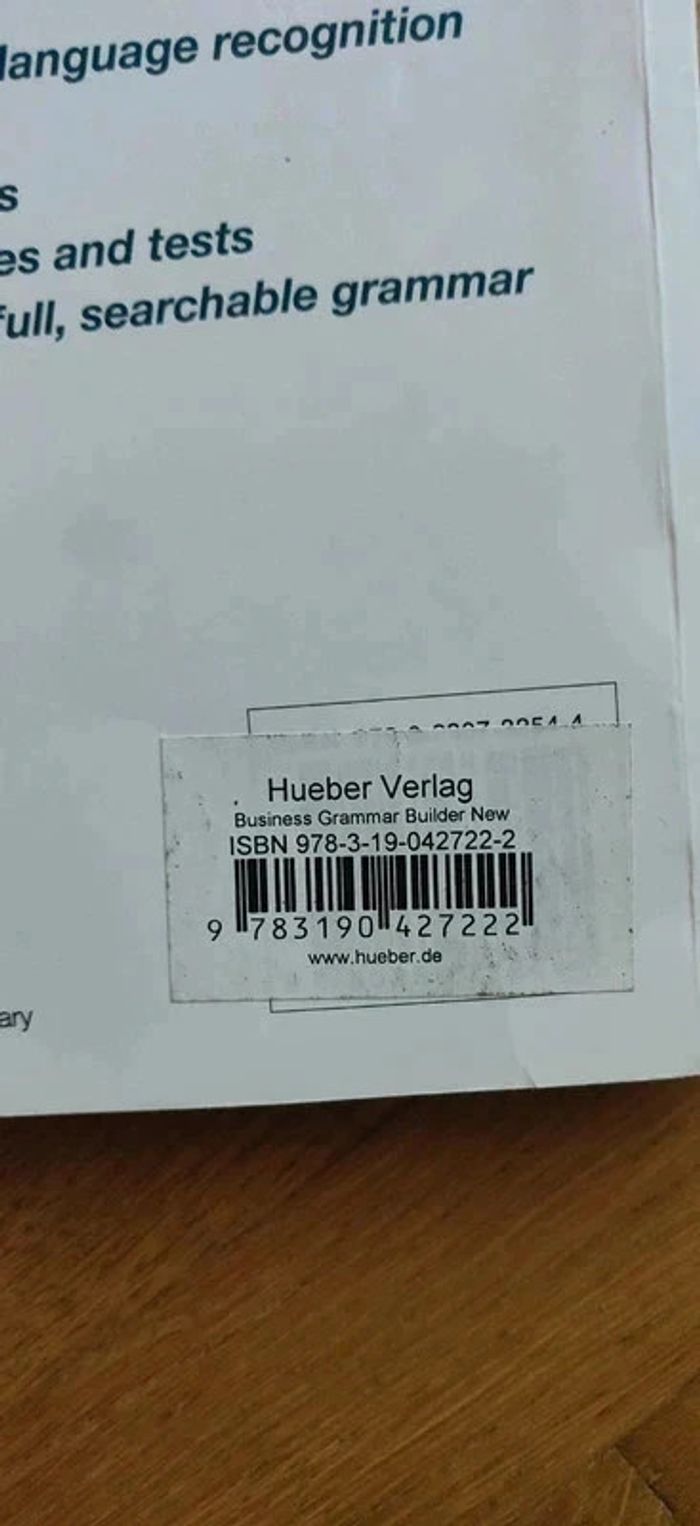 language recognition
s
es and tests
full, searchable grammar
Hueber Verlag
Business Grammar Builder New
ISBN 978-3-19-042722-2
9 783190 427222
www.hueber.de
ary